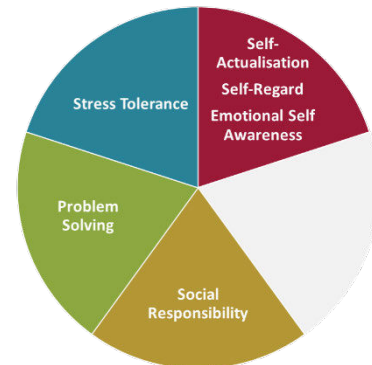 Self-
Actualisation
Self-Regard
Emotional Self
Awareness
Stress Tolerance
Problem
Solving
Social
Responsibility